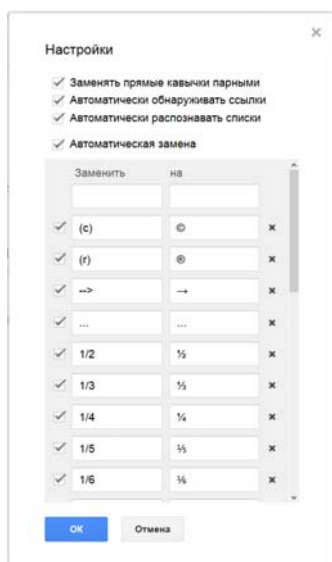 Настройки
Заменять прямые кавычки парными
Автоматически обнаруживать ссылки
Автоматически распознавать списки
Автоматическая замена
Заменить на
(c) ©
(r) ®
--> →
... …
1/2 ½
1/3 ⅓
1/4 ¼
1/5 ⅕
1/6 ⅙
ОК Отмена